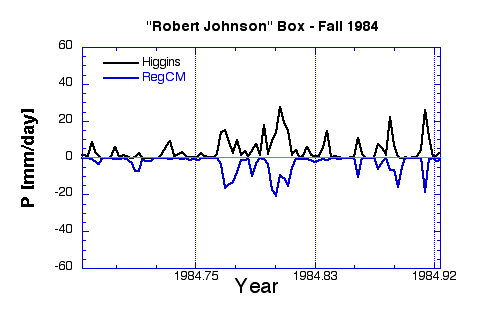 "Robert Johnson" Box - Fall 1984
60
Higgins
RegCM
40
20
0
-20
-40
-60
P [mm/day]
1984.75
1984.83
1984.92
Year